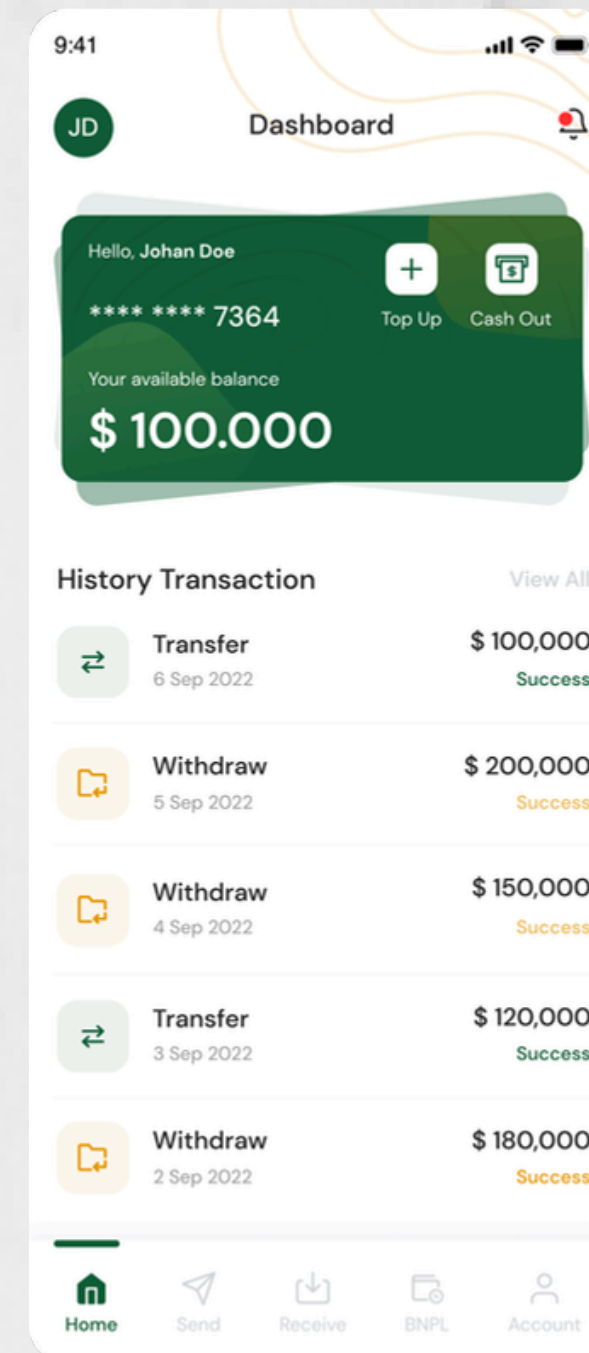 9:41
JD
Dashboard
Hello, Johan Doe
**** **** 7364
Top Up
Cash Out
Your available balance
$ 100.000
History Transaction
View All
Transfer
$ 100,000
6 Sep 2022
Success
Withdraw
$ 200,000
5 Sep 2022
Success
Withdraw
$ 150,000
4 Sep 2022
Success
Transfer
$ 120,000
3 Sep 2022
Success
Withdraw
$ 180,000
2 Sep 2022
Success
Home
Send
Receive
BNPL
Account